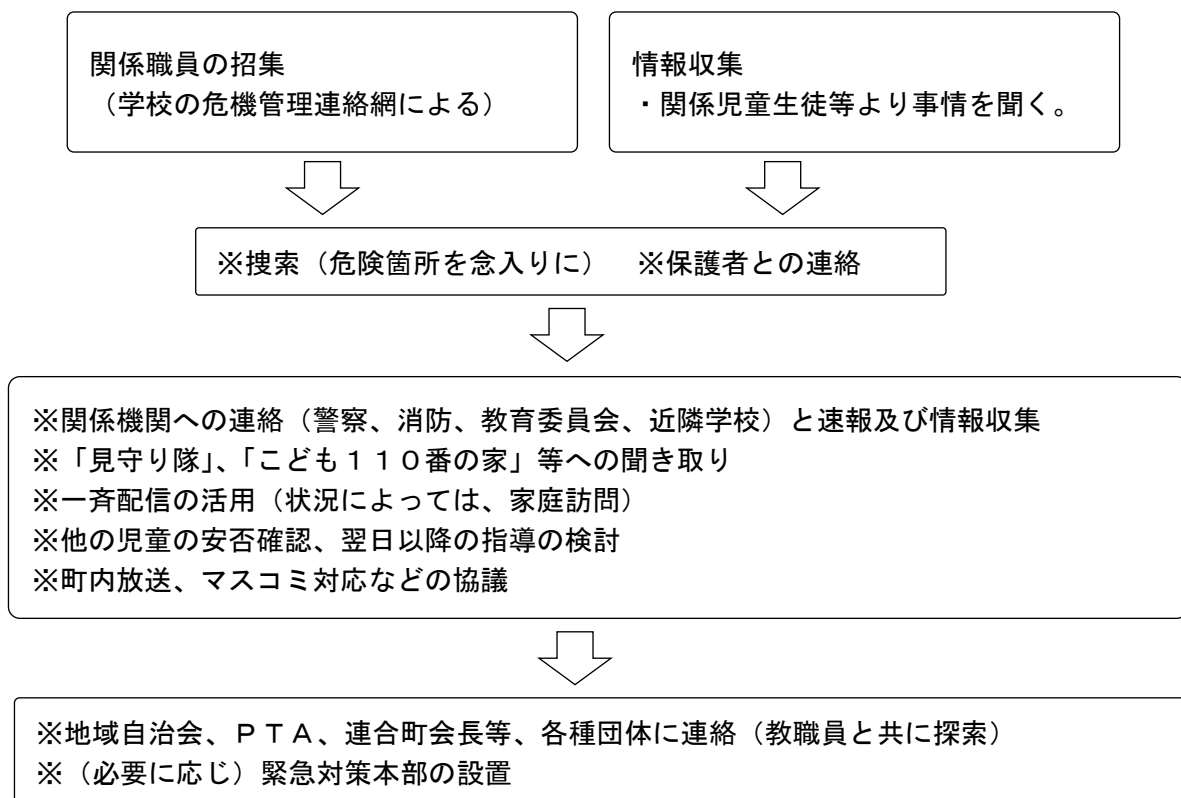 関係職員の招集
（学校の危機管理連絡網による）
情報収集
・関係児童生徒等より事情を聞く。
※捜索（危険箇所を念入りに）　※保護者との連絡
※関係機関への連絡（警察、消防、教育委員会、近隣学校）と速報及び情報収集
※「見守り隊」、「こども１１０番の家」等への聞き取り
※一斉配信の活用（状況によっては、家庭訪問）
※他の児童の安否確認、翌日以降の指導の検討
※町内放送、マスコミ対応などの協議
※地域自治会、ＰＴＡ、連合町会長等、各種団体に連絡（教職員と共に探索）
※（必要に応じ）緊急対策本部の設置